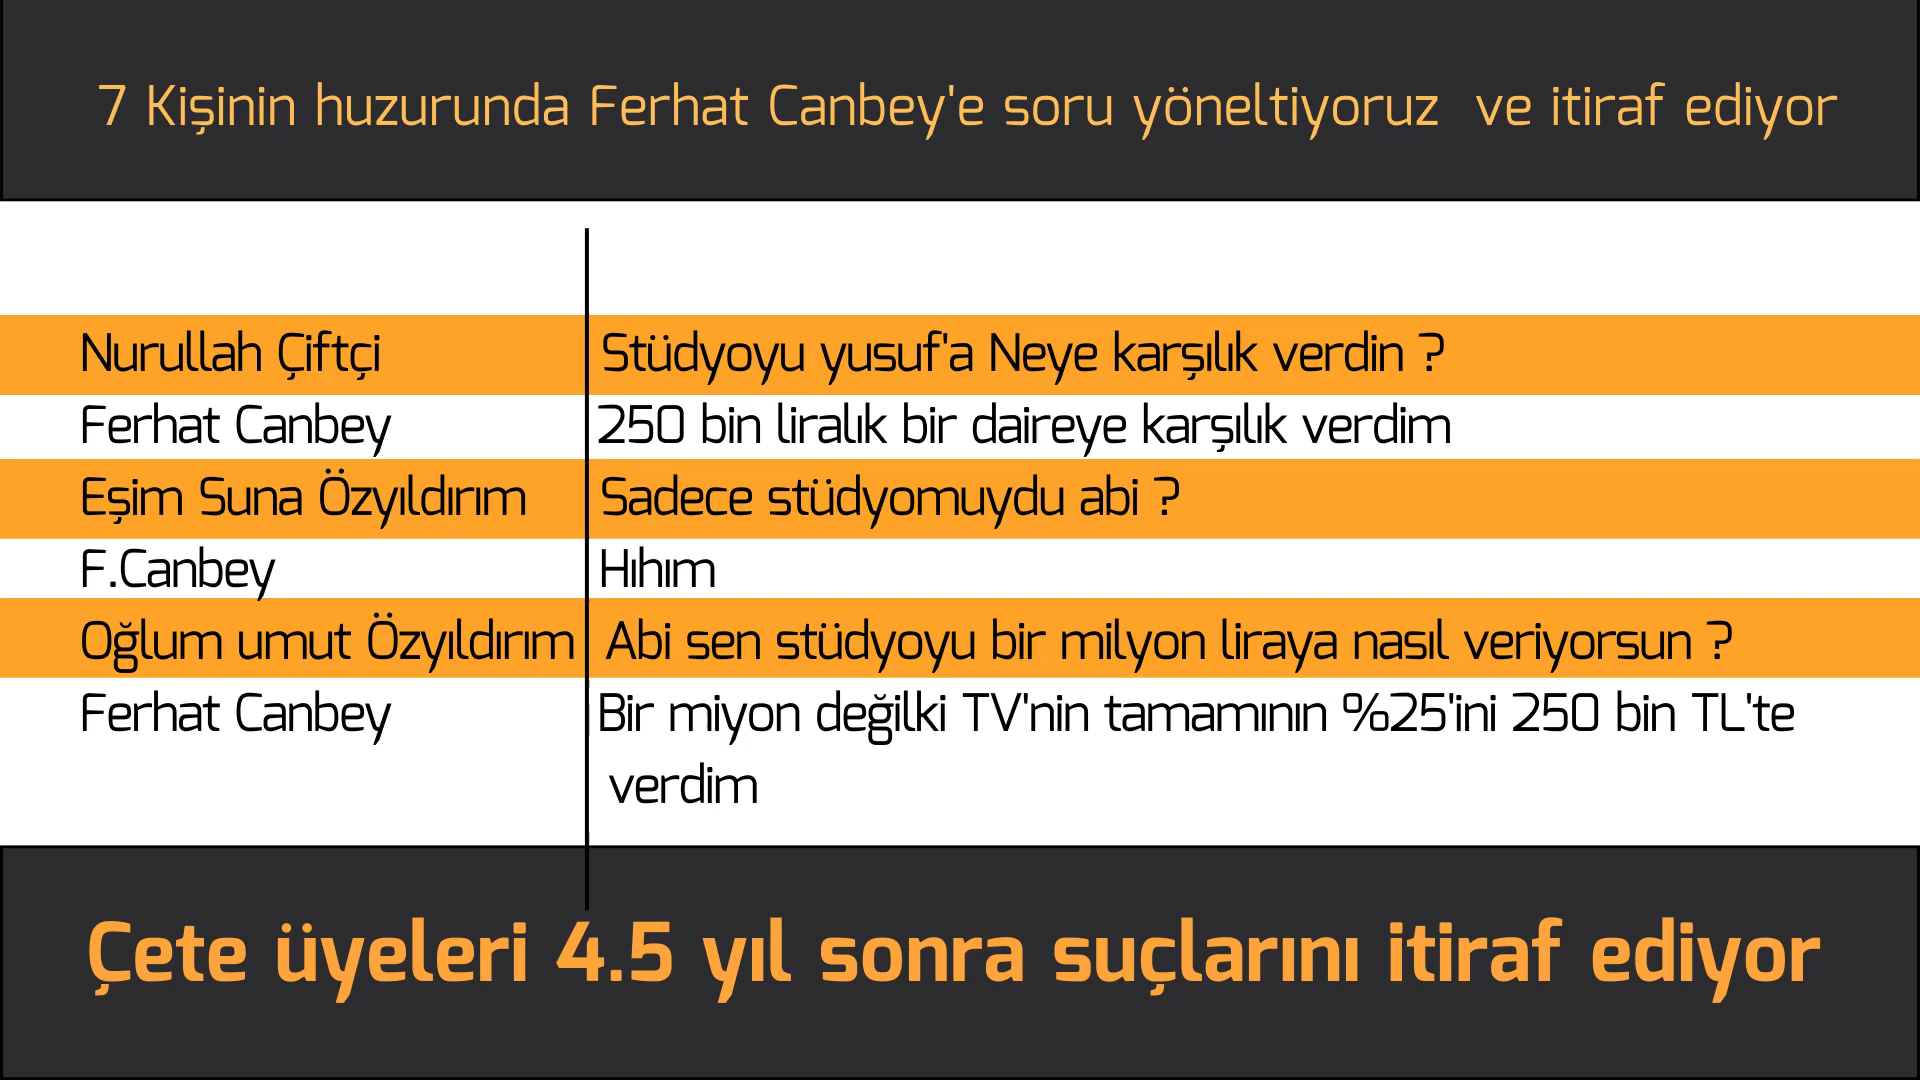 7 Kişinin huzurunda Ferhat Canbey'e soru yöneltiyoruz ve itiraf ediyor
Nurullah Çiftçi Stüdyoyu yusuf'a Neye karşılık verdin ?
Ferhat Canbey 250 bin liralık bir daireye karşılık verdim
Eşim Suna Özyıldırım Sadece stüdyomuydu abi ?
F.Canbey Hıhım
Oğlum umut Özyıldırım Abi sen stüdyoyu bir milyon liraya nasıl veriyorsun ?
Ferhat Canbey Bir miyon değilki TV'nin tamamının %25'ini 250 bin TL'te
verdim
Çete üyeleri 4.5 yıl sonra suçlarını itiraf ediyor